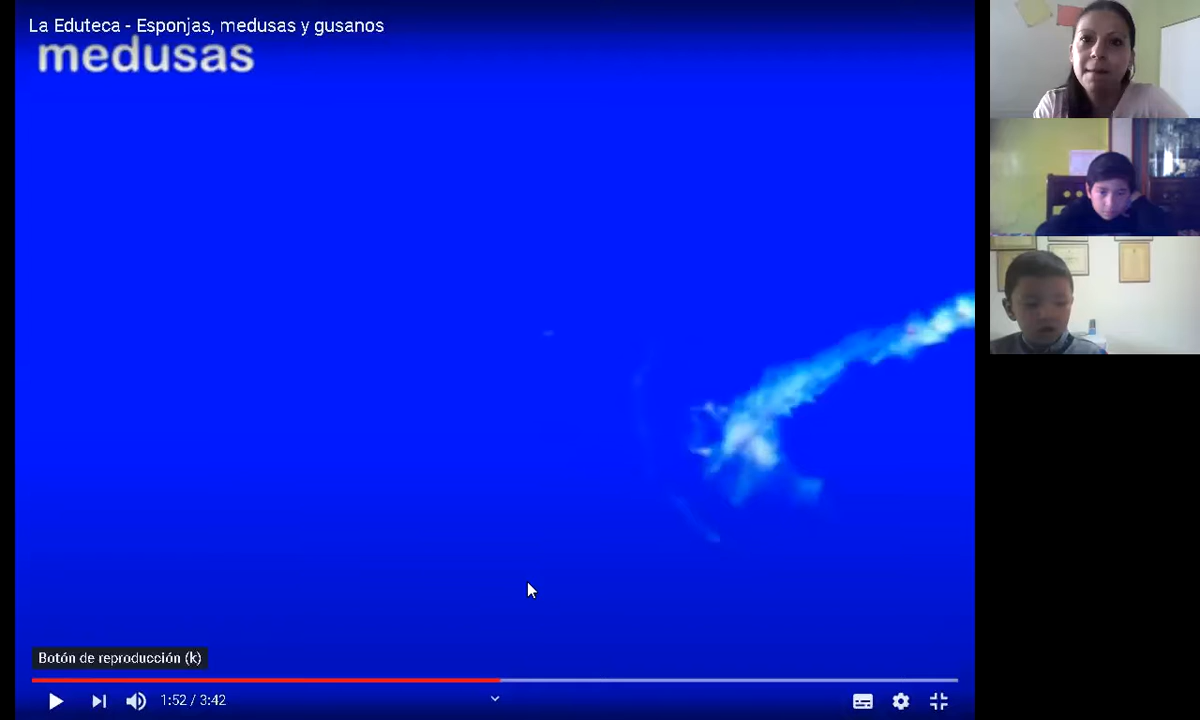 La Eduteca - Esponjas, medusas y gusanos
medusas
Botón de reproducción (k)
1:52 / 3:42